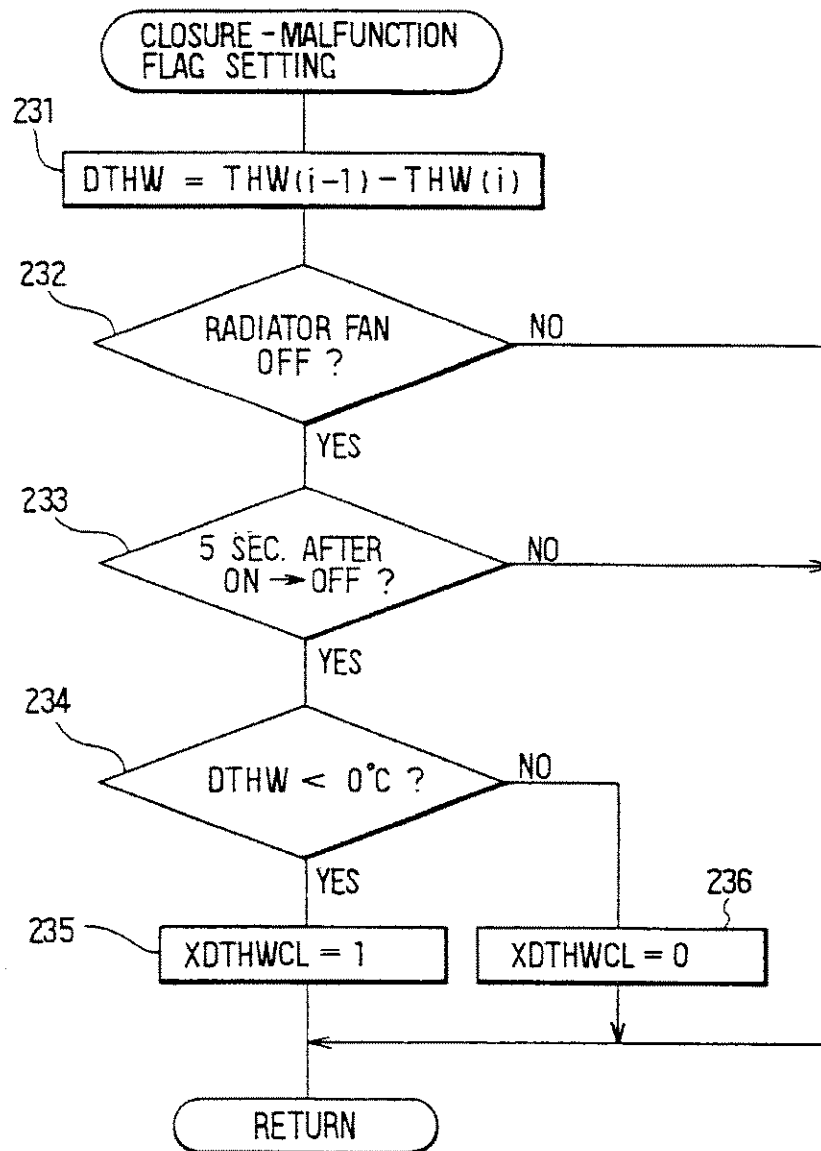 CLOSURE-MALFUNCTION
FLAG SETTING
231
DTHW = THW(i-1)-THW(i)
232
RADIATOR FAN
OFF ?
NO
YES
233
5 SEC. AFTER
ON → OFF ?
NO
YES
234
DTHW < 0°C ?
NO
YES
235
XDTHWCL = 1
236
XDTHWCL = 0
RETURN